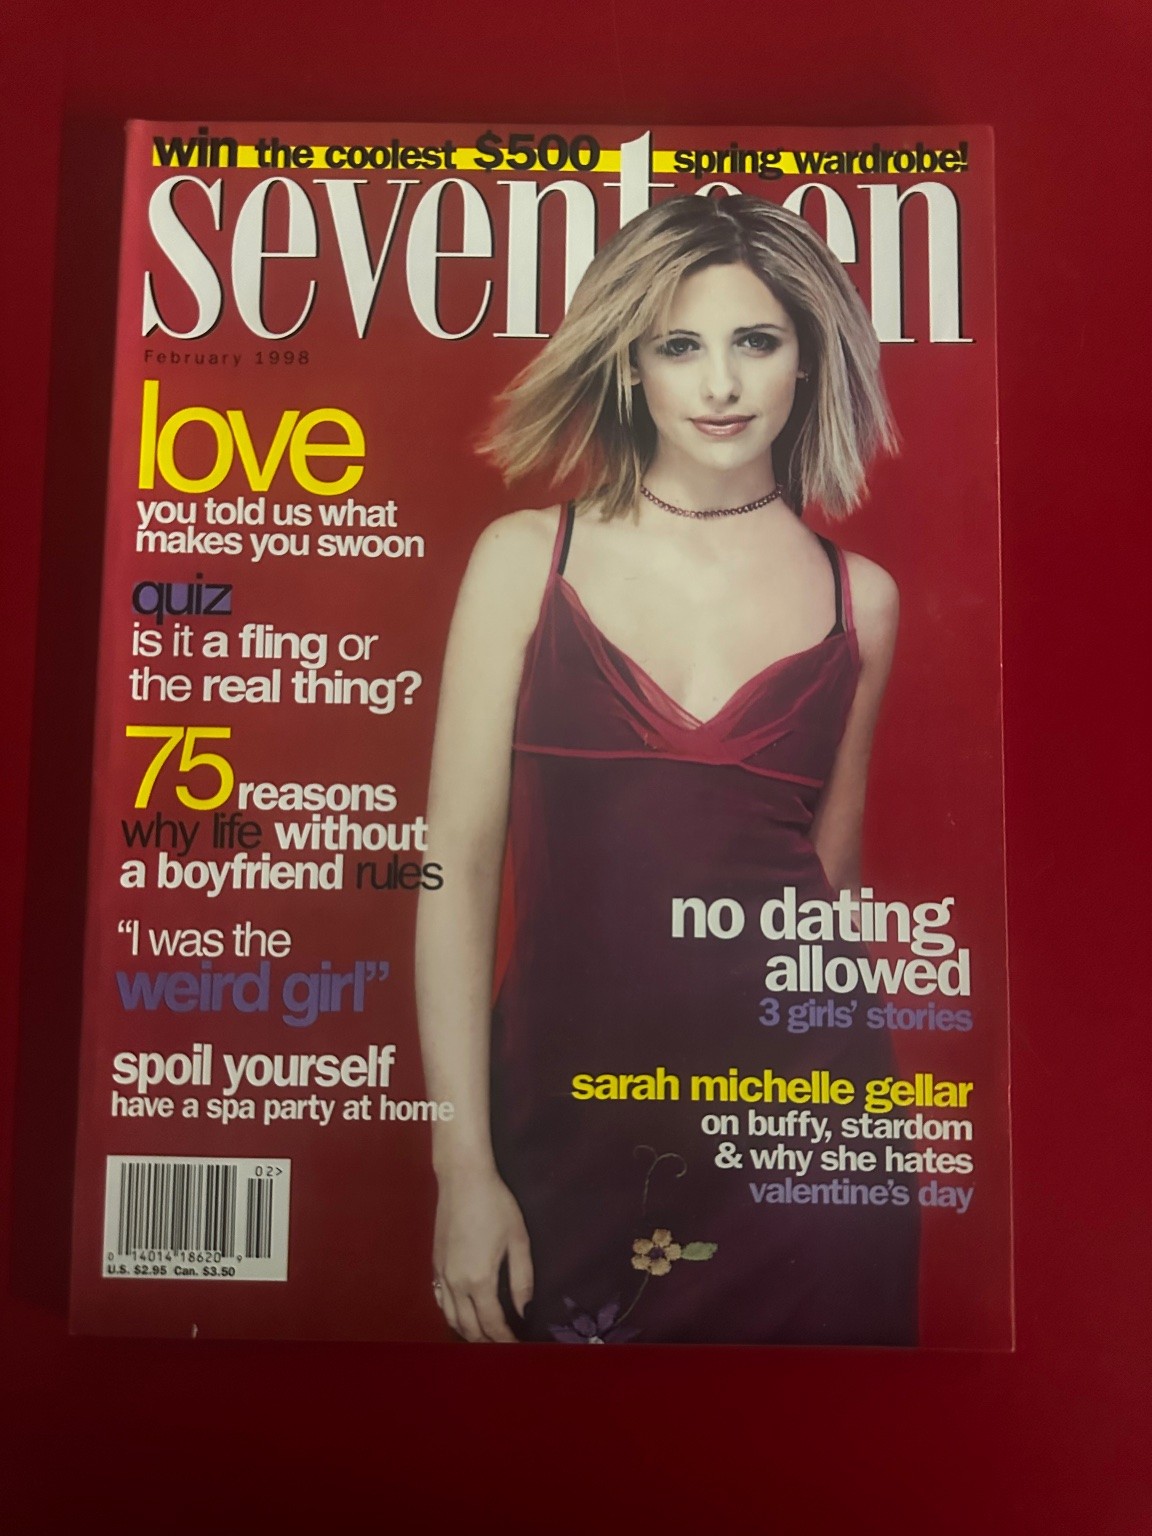 win the coolest $500 spring wardrobe!
seventeen
February 1998
love
you told us what
makes you swoon
quiz
is it a fling or
the real thing?
75 reasons
why life without
a boyfriend rules
“I was the
weird girl”
spoil yourself
have a spa party at home
no dating
allowed
3 girls’ stories
sarah michelle gellar
on buffy, stardom
& why she hates
valentine’s day
02>
0 14014 18620 9
U.S. $2.95 Can. $3.50